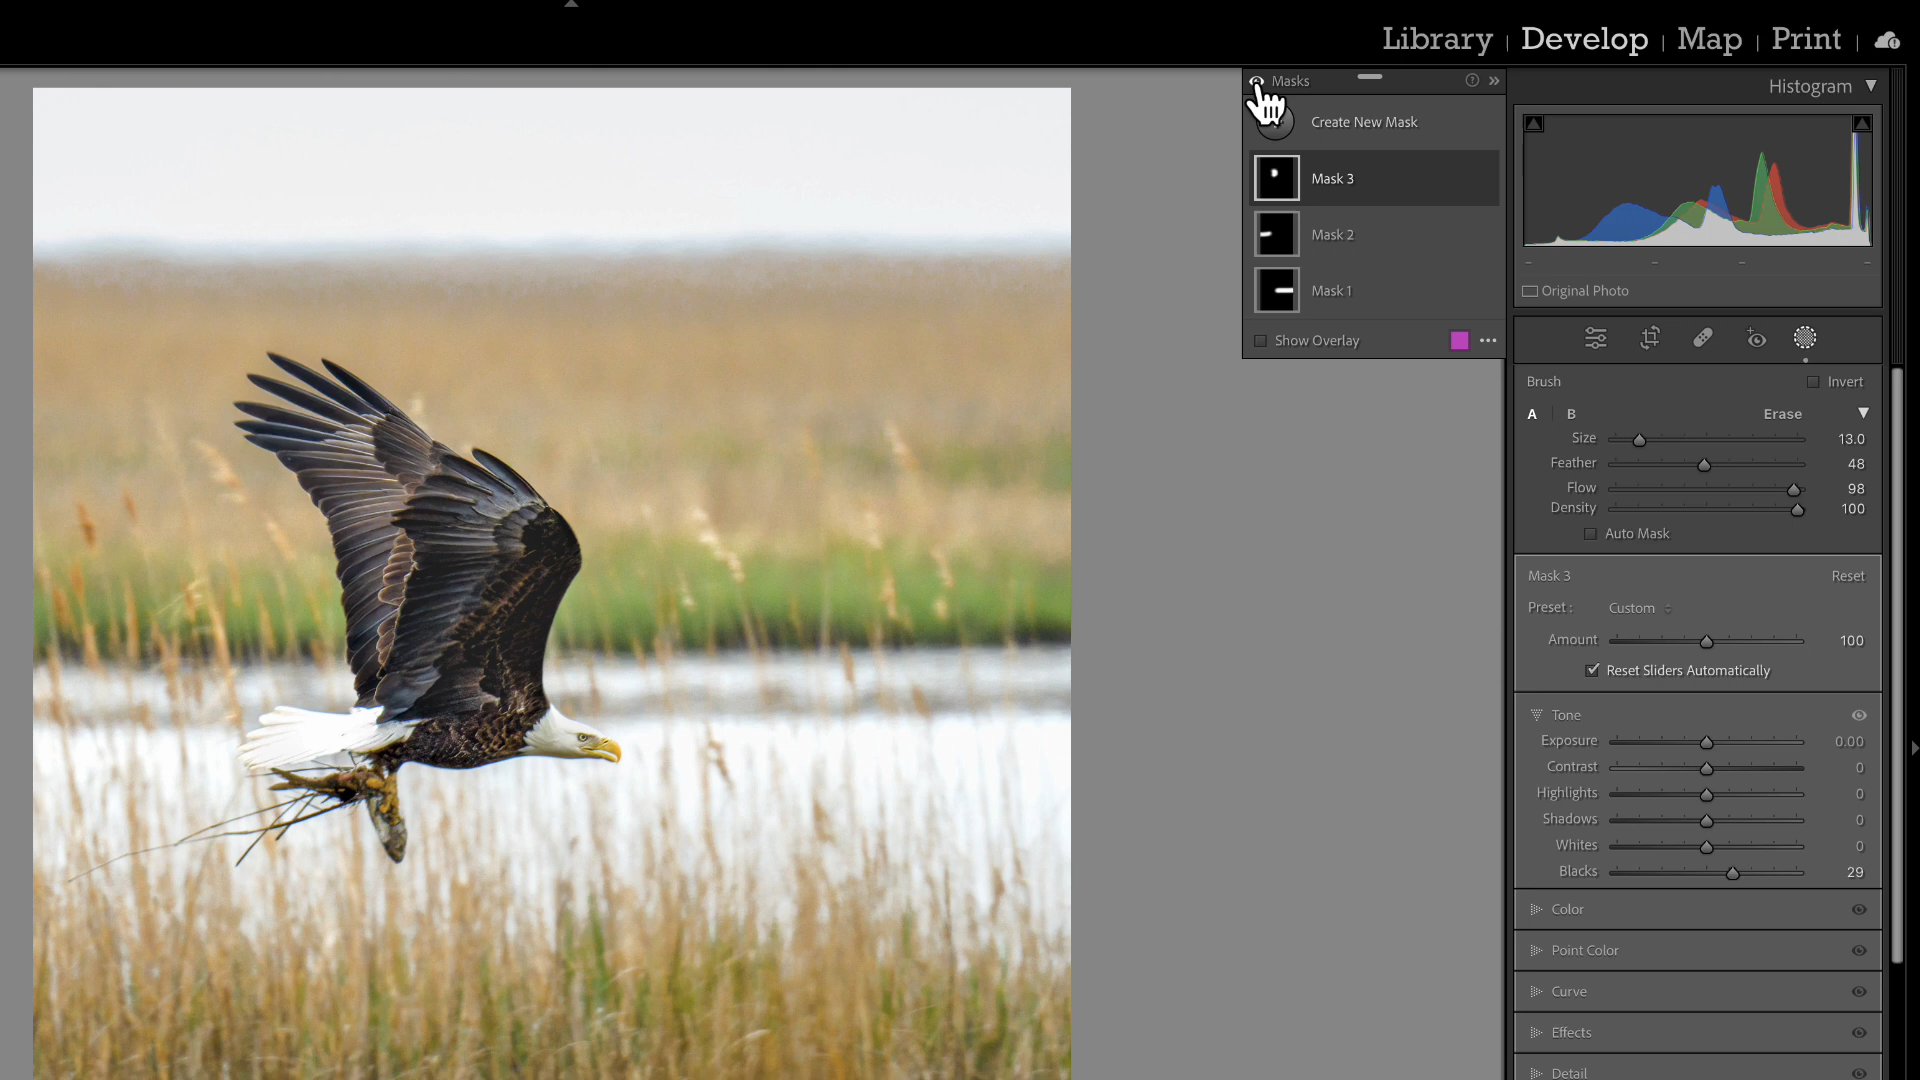 Library | Develop | Map | Print |
Masks
Create New Mask
Mask 3
Mask 2
Mask 1
Show Overlay
Histogram
Original Photo
Brush Invert
A B Erase
Size 13.0
Feather 48
Flow 98
Density 100
Auto Mask
Mask 3 Reset
Preset : Custom
Amount 100
Reset Sliders Automatically
Tone
Exposure 0.00
Contrast 0
Highlights 0
Shadows 0
Whites 0
Blacks 29
Color
Point Color
Curve
Effects
Detail